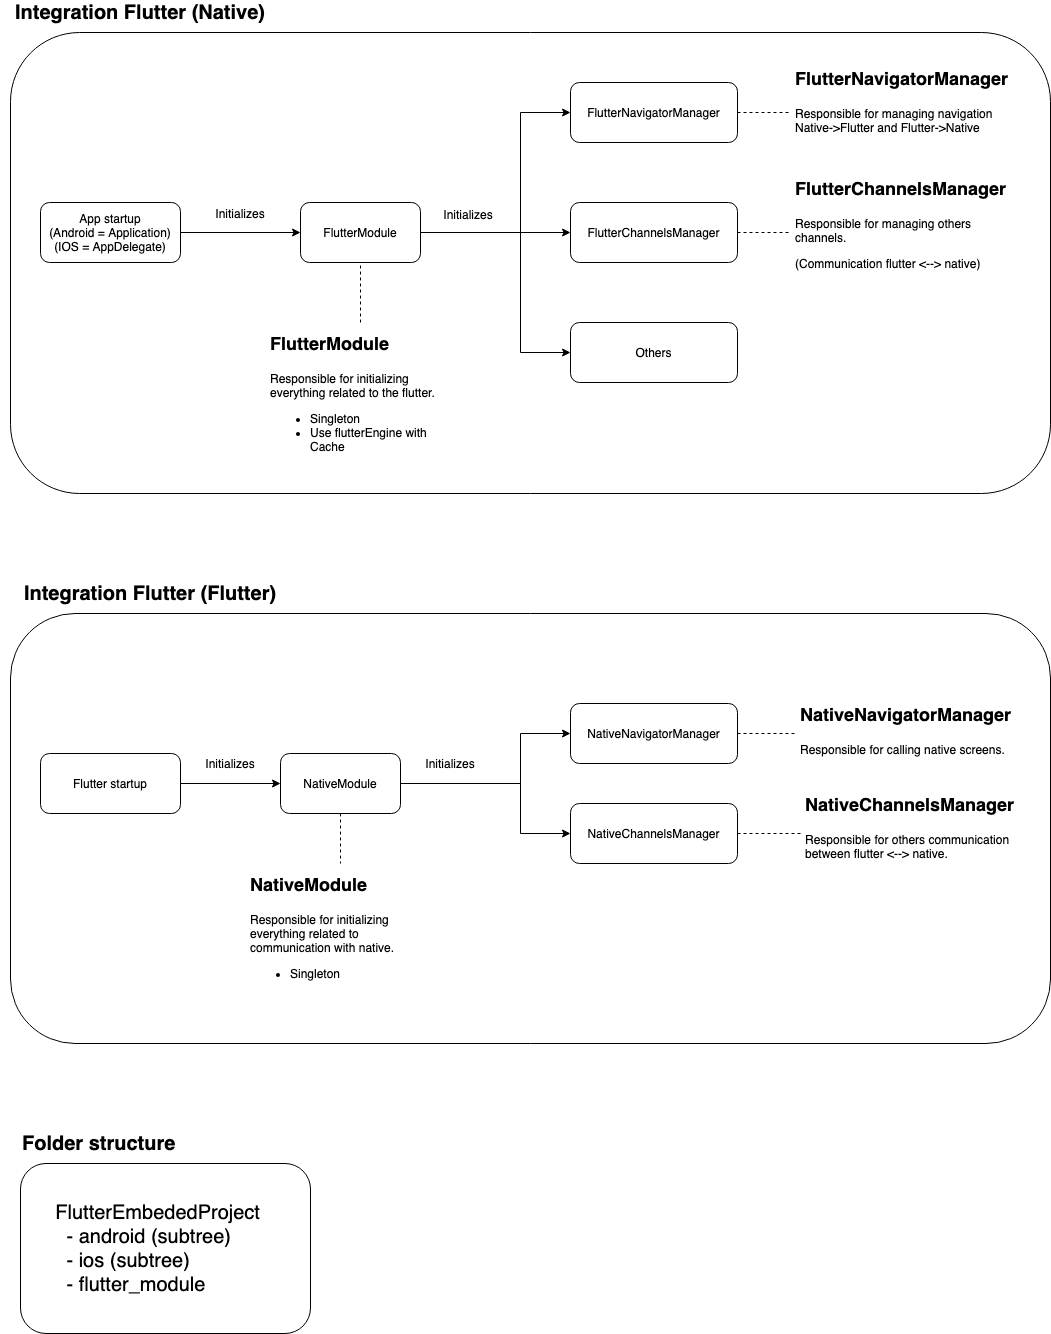 Integration Flutter (Native)
FlutterNavigatorManager
FlutterNavigatorManager
Responsible for managing navigation
Native->Flutter and Flutter->Native
App startup
(Android = Application)
(IOS = AppDelegate)
Initializes
FlutterModule
Initializes
FlutterChannelsManager
FlutterChannelsManager
Responsible for managing others
channels.
(Communication flutter <--> native)
FlutterModule
Responsible for initializing
everything related to the flutter.
• Singleton
• Use flutterEngine with
Cache
Others
Integration Flutter (Flutter)
Flutter startup
Initializes
NativeModule
Initializes
NativeNavigatorManager
NativeNavigatorManager
Responsible for calling native screens.
NativeChannelsManager
NativeChannelsManager
Responsible for others communication
between flutter <--> native.
NativeModule
Responsible for initializing
everything related to
communication with native.
• Singleton
Folder structure
FlutterEmbededProject
- android (subtree)
- ios (subtree)
- flutter_module